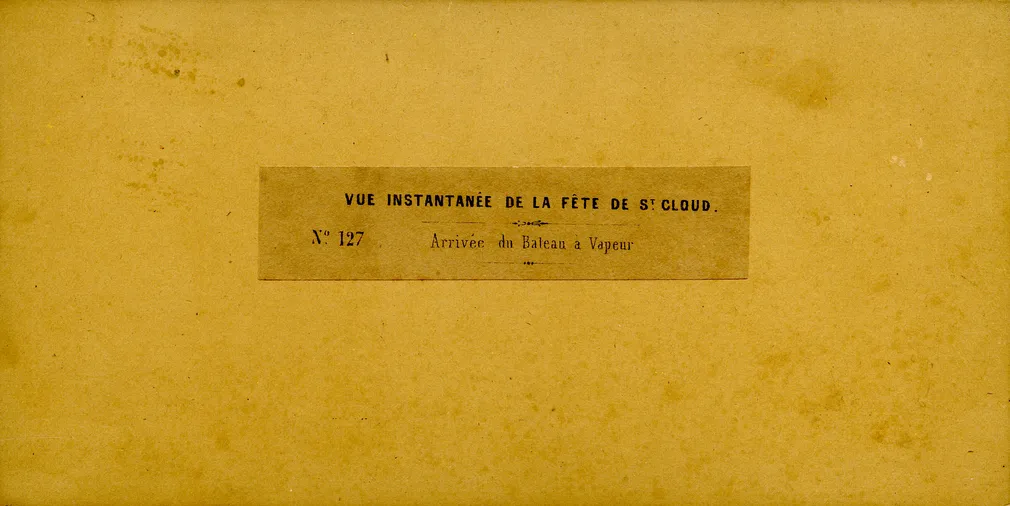 VUE INSTANTANÉE DE LA FÊTE DE ST CLOUD.
No 127 Arrivée du Bateau à Vapeur